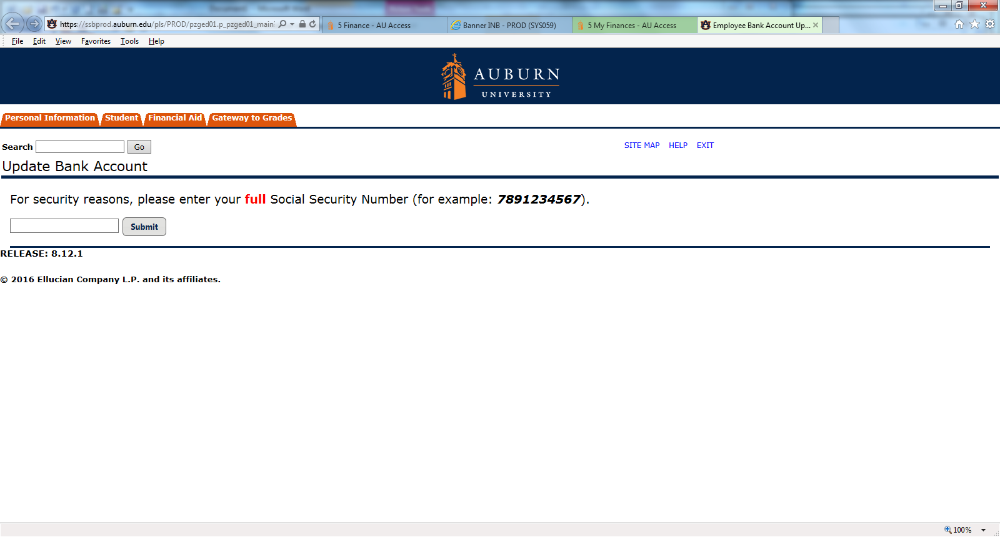 https://ssbprod.auburn.edu/pls/PROD/pzged01.p_pzged01_main
5 Finance - AU Access
Banner INB - PROD (SYS059)
5 My Finances - AU Access
Employee Bank Account Up...
File Edit View Favorites Tools Help
AUBURN
UNIVERSITY
Personal Information Student Financial Aid Gateway to Grades
Search Go SITE MAP HELP EXIT
Update Bank Account
For security reasons, please enter your full Social Security Number (for example: 7891234567).
Submit
RELEASE: 8.12.1
© 2016 Ellucian Company L.P. and its affiliates.
100%